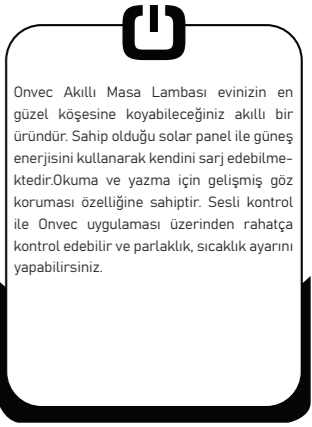 Onvec Akıllı Masa Lambası evinizin en
güzel köşesine koyabileceğiniz akıllı bir
üründür. Sahip olduğu solar panel ile güneş
enerjisini kullanarak kendini sarj edebilme-
ktedir.Okuma ve yazma için gelişmiş göz
koruması özelliğine sahiptir. Sesli kontrol
ile Onvec uygulaması üzerinden rahatça
kontrol edebilir ve parlaklık, sıcaklık ayarını
yapabilirsiniz.